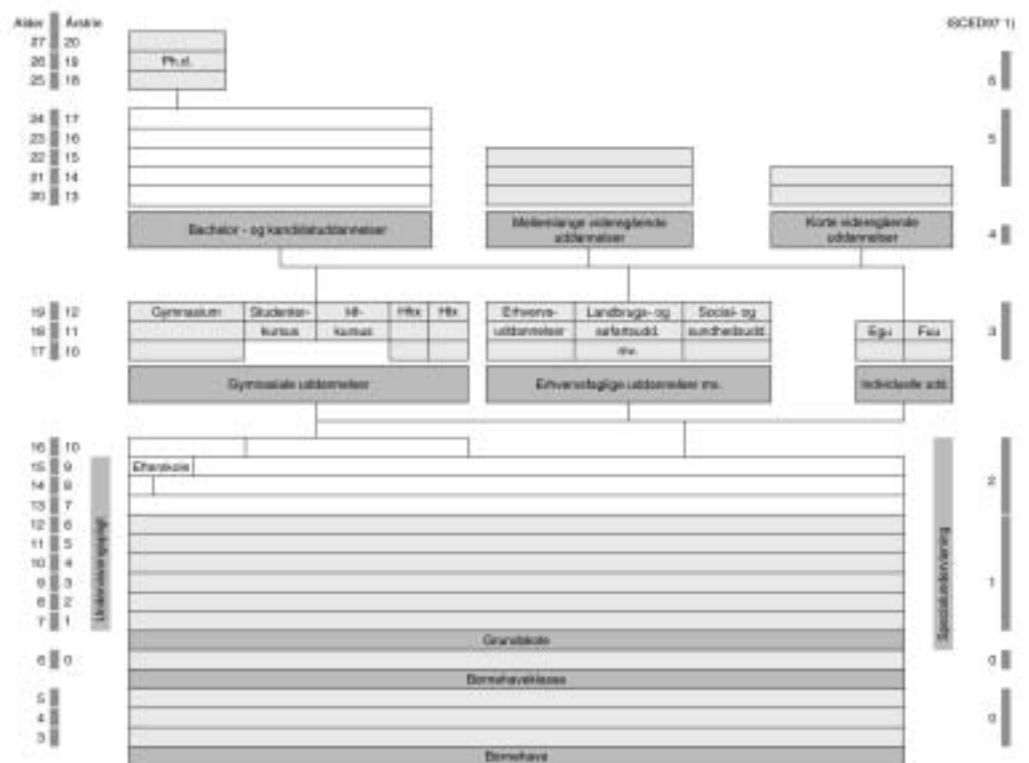 Alder Årstrin
ISCED97 1)
27 20
26 19 Ph.d.
25 18 6
24 17
23 16 5
22 15
21 14
20 13
Bachelor - og kandidatuddannelser
Mellemlange videregående
uddannelser
Korte videregående
uddannelser
4
19 12 Gymnasium Studenter- Hf- Hhx Htx Erhvervs- Landbrugs- og Social- og
18 11 kursus kursus uddannelser søfartsudd. sundhedsudd. Egu Fuu 3
17 10 mv.
Gymnasiale uddannelser Erhvervsfaglige uddannelser mv. Individuelle udd.
16 10
15 9 Efterskole
14 8 2
13 7
12 6
11 5
10 4
9 3 1
8 2
7 1
Undervisningspligt
Specialundervisning
Grundskole
6 0 0
Børnehaveklasse
5
4 0
3
Børnehave